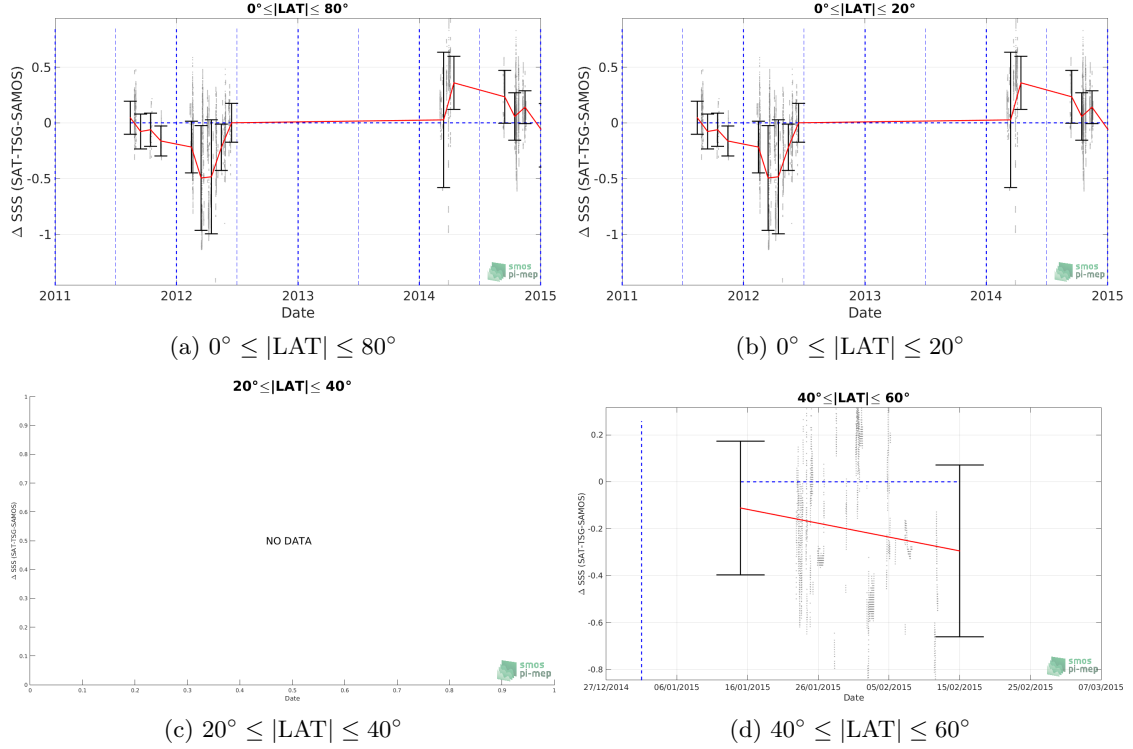 0°≤|LAT|≤ 80°
Δ SSS (SAT-TSG-SAMOS)
0.5
0
-0.5
-1
2011 2012 2013 2014 2015
Date
smos
pi-mep
(a) 0° ≤ |LAT| ≤ 80°
0°≤|LAT|≤ 20°
Δ SSS (SAT-TSG-SAMOS)
0.5
0
-0.5
-1
2011 2012 2013 2014 2015
Date
smos
pi-mep
(b) 0° ≤ |LAT| ≤ 20°
20°≤|LAT|≤ 40°
Δ SSS (SAT-TSG-SAMOS)
1
0.9
0.8
0.7
0.6
0.5
0.4
0.3
0.2
0.1
0
NO DATA
0 0.1 0.2 0.3 0.4 0.5 0.6 0.7 0.8 0.9 1
Date
smos
pi-mep
(c) 20° ≤ |LAT| ≤ 40°
40°≤|LAT|≤ 60°
Δ SSS (SAT-TSG-SAMOS)
0.2
0
-0.2
-0.4
-0.6
-0.8
27/12/2014 06/01/2015 16/01/2015 26/01/2015 05/02/2015 15/02/2015 25/02/2015 07/03/2015
Date
smos
pi-mep
(d) 40° ≤ |LAT| ≤ 60°